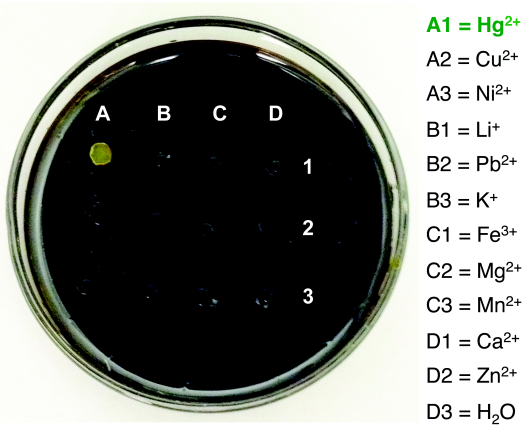 A B C D
1
2
3
A1 = Hg²⁺
A2 = Cu²⁺
A3 = Ni²⁺
B1 = Li⁺
B2 = Pb²⁺
B3 = K⁺
C1 = Fe³⁺
C2 = Mg²⁺
C3 = Mn²⁺
D1 = Ca²⁺
D2 = Zn²⁺
D3 = H₂O